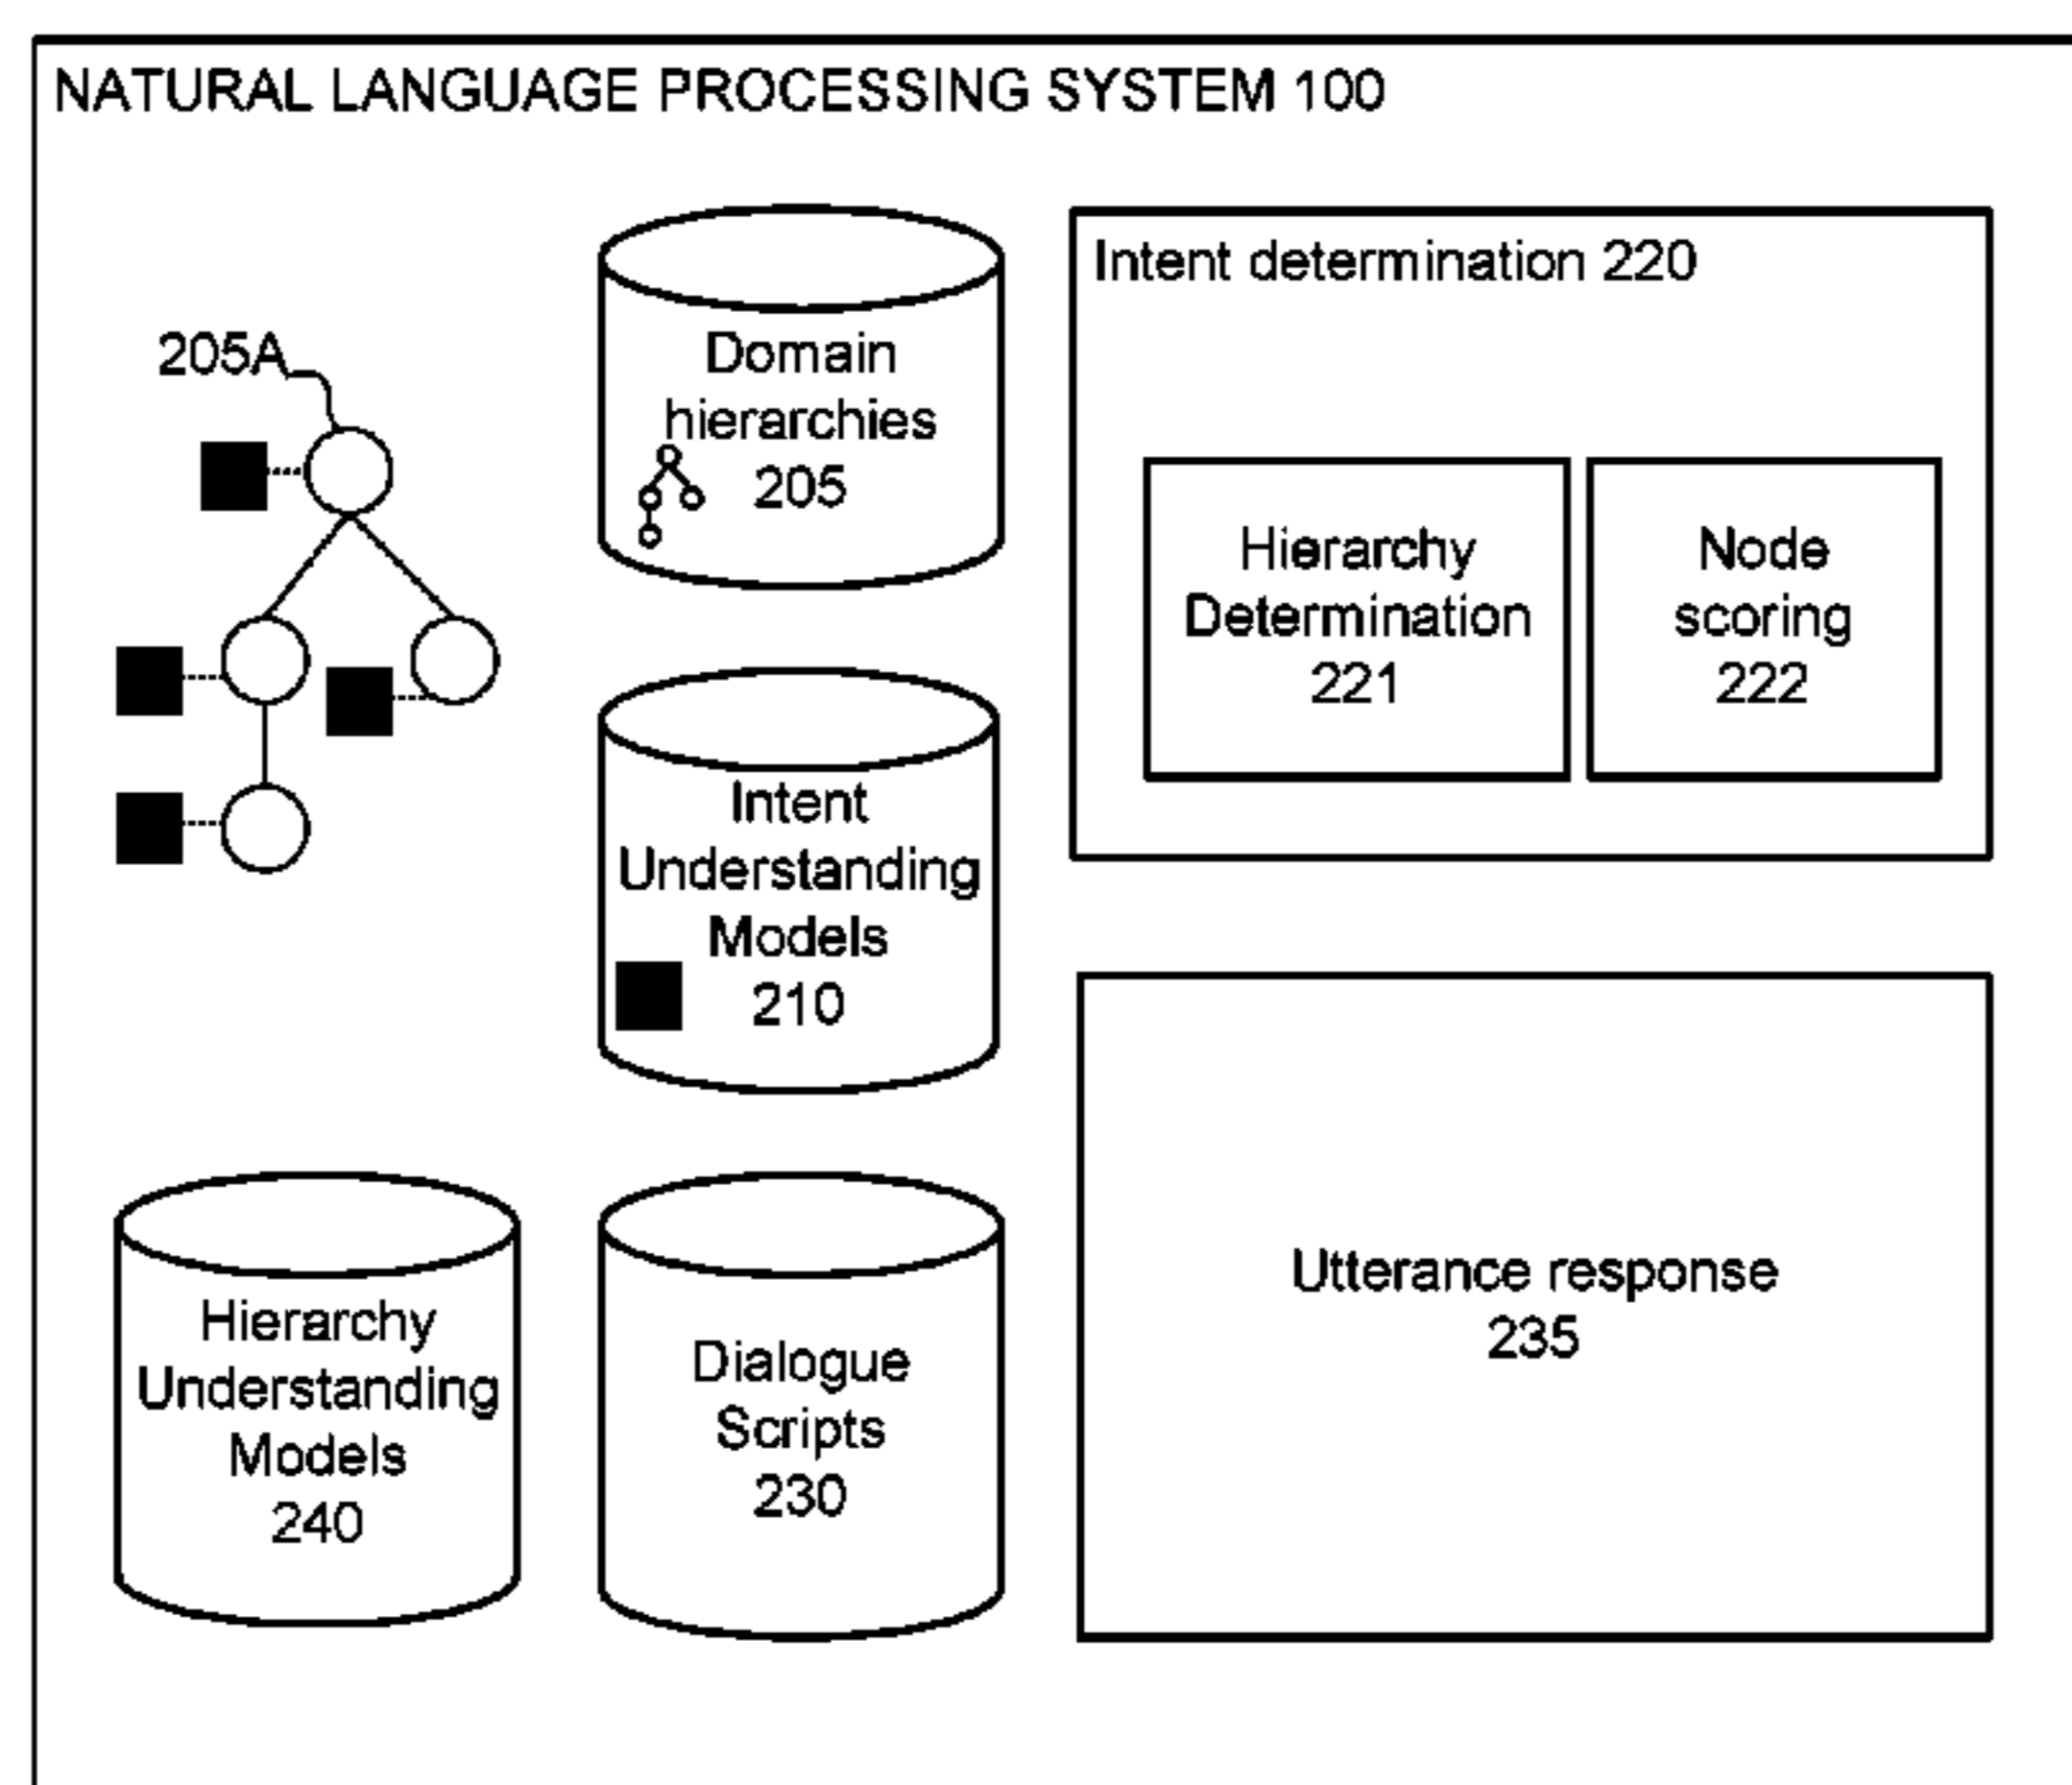 NATURAL LANGUAGE PROCESSING SYSTEM 100
205A
Domain
hierarchies
205
Intent
Understanding
Models
210
Hierarchy
Understanding
Models
240
Dialogue
Scripts
230
Intent determination 220
Hierarchy
Determination
221
Node
scoring
222
Utterance response
235